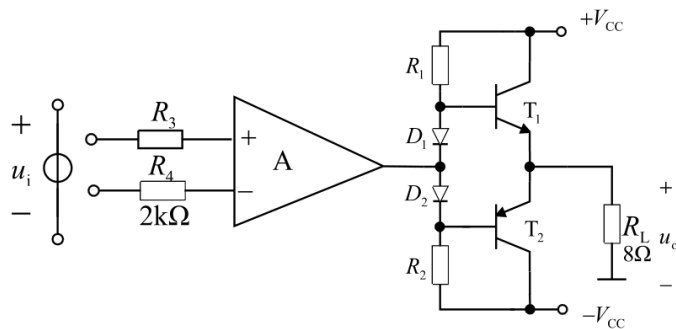 +V_CC
R_1
T_1
R_3
D_1
+
A
+
+
u_i
R_4
−
D_2
−
2kΩ
T_2
R_L
u_o
8Ω
R_2
−
−V_CC